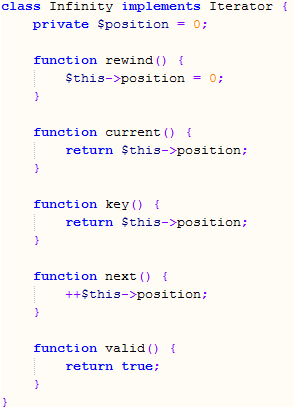 class Infinity implements Iterator {
    private $position = 0;

    function rewind() {
        $this->position = 0;
    }

    function current() {
        return $this->position;
    }

    function key() {
        return $this->position;
    }

    function next() {
        ++$this->position;
    }

    function valid() {
        return true;
    }
}